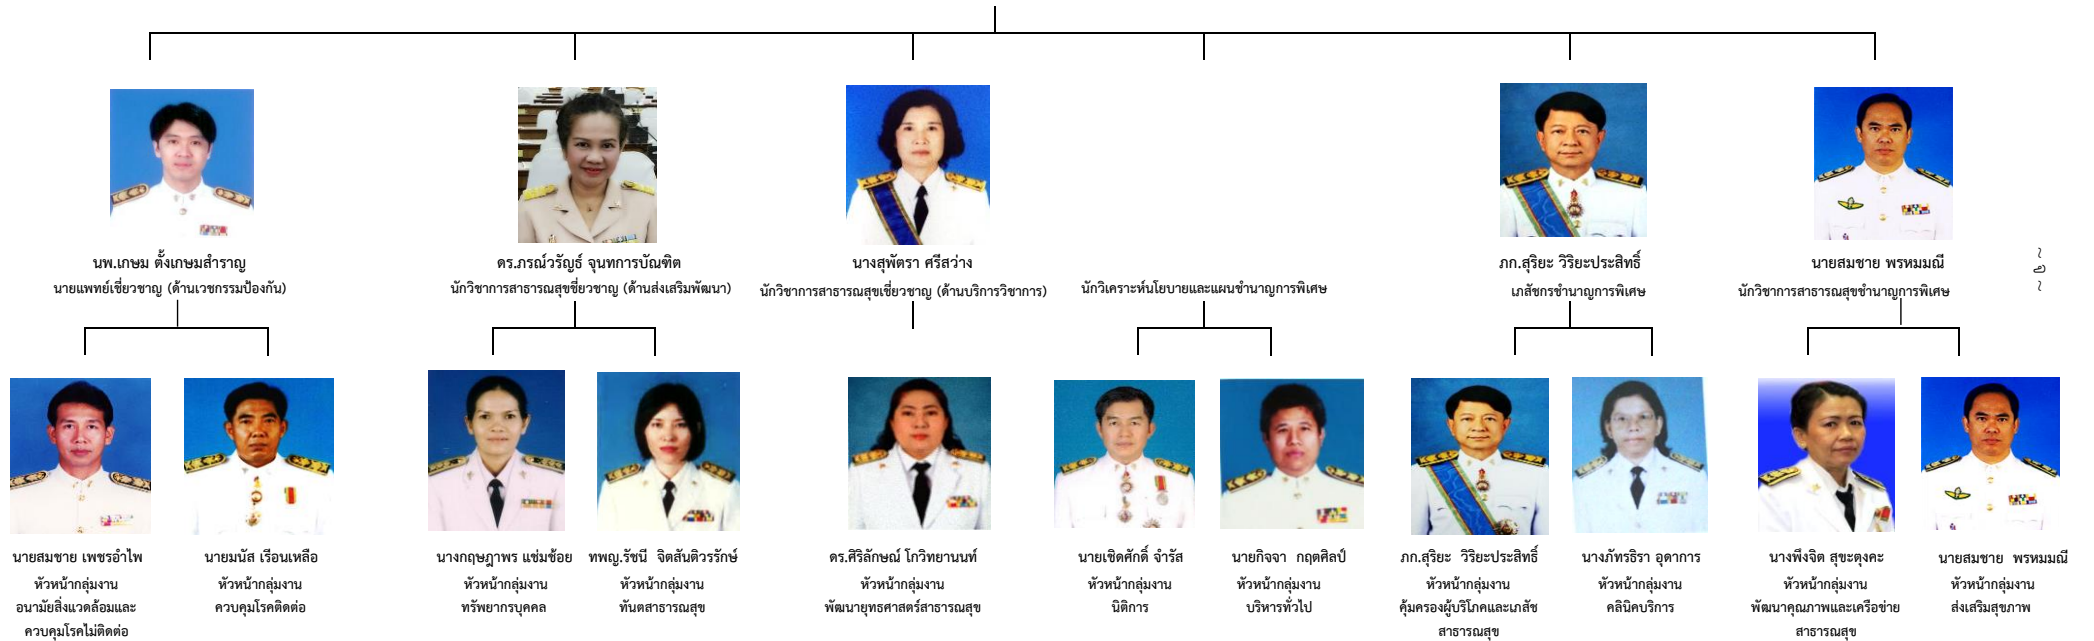 นพ.เกษม ตั้งเกษมสำราญ
นายแพทย์เชี่ยวชาญ (ด้านเวชกรรมป้องกัน)
ดร.ภรณ์วรัญธ์ จุนทการบัณฑิต
นักวิชาการสาธารณสุขชี่ยวชาญ (ด้านส่งเสริมพัฒนา)
นางสุพัตรา ศรีสว่าง
นักวิชาการสาธารณสุขเชี่ยวชาญ (ด้านบริการวิชาการ)
นักวิเคราะห์นโยบายและแผนชำนาญการพิเศษ
ภก.สุริยะ วิริยะประสิทธิ์
เภสัชกรชำนาญการพิเศษ
นายสมชาย พรหมมณี
นักวิชาการสาธารณสุขชำนาญการพิเศษ
~ ๑ ~
นายสมชาย เพชรอำไพ
หัวหน้ากลุ่มงาน
อนามัยสิ่งแวดล้อมและ
ควบคุมโรคไม่ติดต่อ
นายมนัส เรือนเหลือ
หัวหน้ากลุ่มงาน
ควบคุมโรคติดต่อ
นางกฤษฎาพร แช่มช้อย
หัวหน้ากลุ่มงาน
ทรัพยากรบุคคล
ทพญ.รัชนี  จิตสันติวรรักษ์
หัวหน้ากลุ่มงาน
ทันตสาธารณสุข
ดร.ศิริลักษณ์ โกวิทยานนท์
หัวหน้ากลุ่มงาน
พัฒนายุทธศาสตร์สาธารณสุข
นายเชิดศักดิ์ จำรัส
หัวหน้ากลุ่มงาน
นิติการ
นายกิจจา  กฤตศิลป์
หัวหน้ากลุ่มงาน
บริหารทั่วไป
ภก.สุริยะ  วิริยะประสิทธิ์
หัวหน้ากลุ่มงาน
คุ้มครองผู้บริโภคและเภสัช
สาธารณสุข
นางภัทรธิรา อุดาการ
หัวหน้ากลุ่มงาน
คลินิคบริการ
นางพึงจิต สุขะตุงคะ
หัวหน้ากลุ่มงาน
พัฒนาคุณภาพและเครือข่าย
สาธารณสุข
นายสมชาย  พรหมมณี
หัวหน้ากลุ่มงาน
ส่งเสริมสุขภาพ